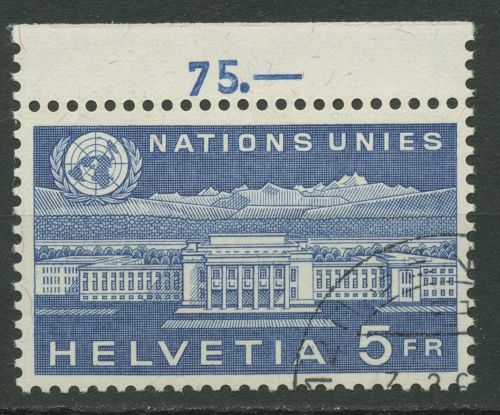 75.—
NATIONS UNIES
HELVETIA 5 FR